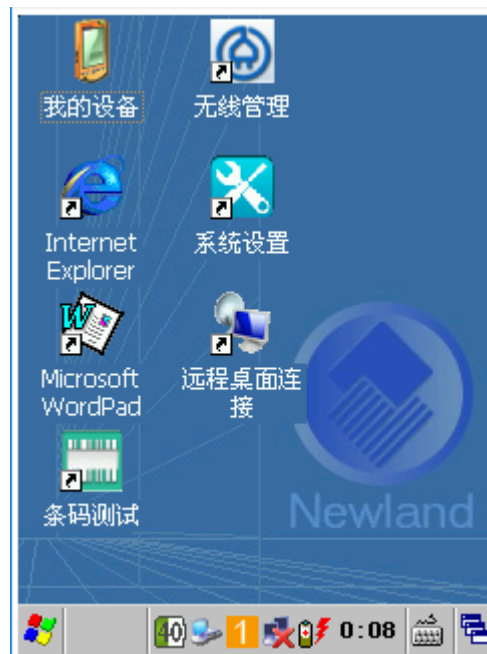 我的设备
无线管理
Internet
Explorer
系统设置
Microsoft
WordPad
远程桌面连
接
条码测试
Newland
40
1
0:08